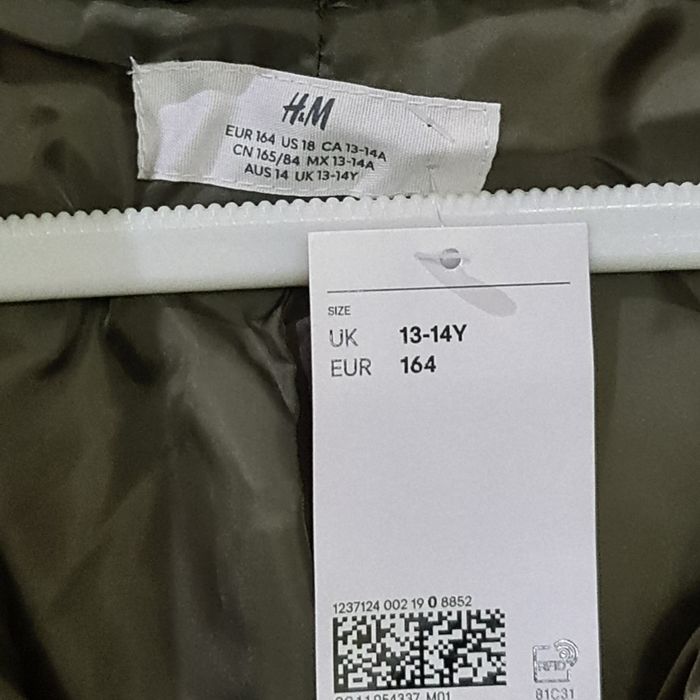 H&M
EUR 164 US 18 CA 13-14A
CN 165/84 MX 13-14A
AUS 14 UK 13-14Y
SIZE
UK 13-14Y
EUR 164
1237124 002 19 0 8852
RFID
81C31